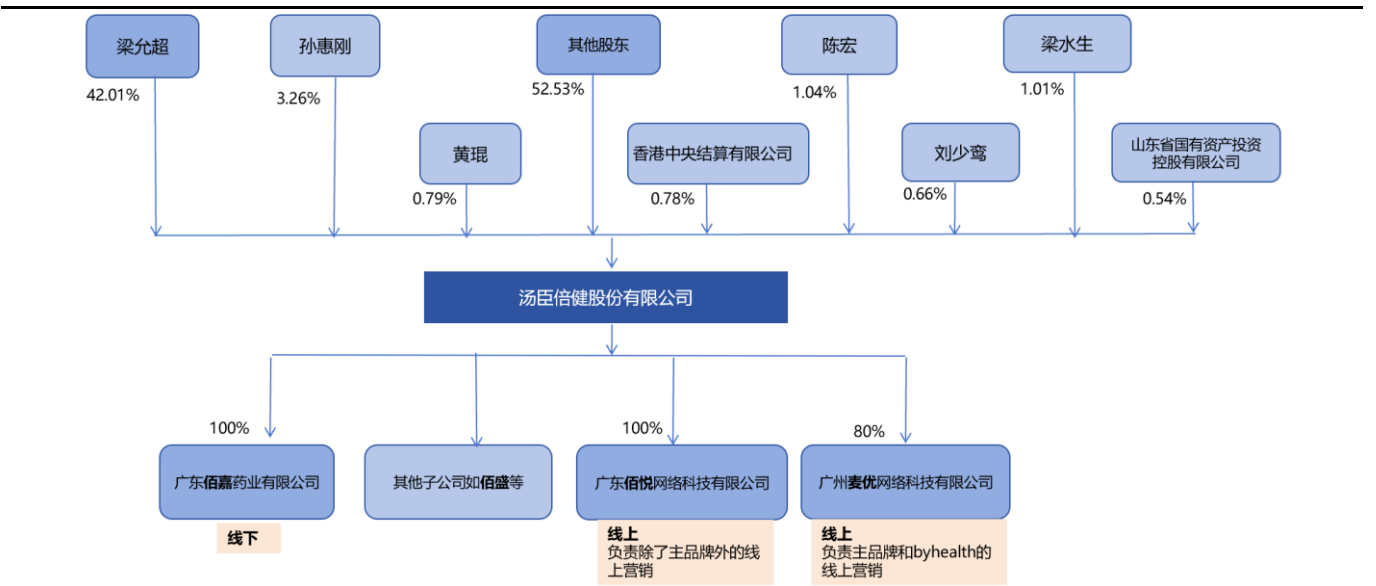 梁允超
孙惠刚
其他股东
陈宏
梁水生
42.01%
3.26%
52.53%
1.04%
1.01%
黄琨
香港中央结算有限公司
刘少鸾
山东省国有资产投资
控股有限公司
0.79%
0.78%
0.66%
0.54%
汤臣倍健股份有限公司
100%
100%
80%
广东佰嘉药业有限公司
其他子公司如佰盛等
广东佰悦网络科技有限公司
广州麦优网络科技有限公司
线下
线上
负责除了主品牌外的线
上营销
线上
负责主品牌和byhealth的
线上营销